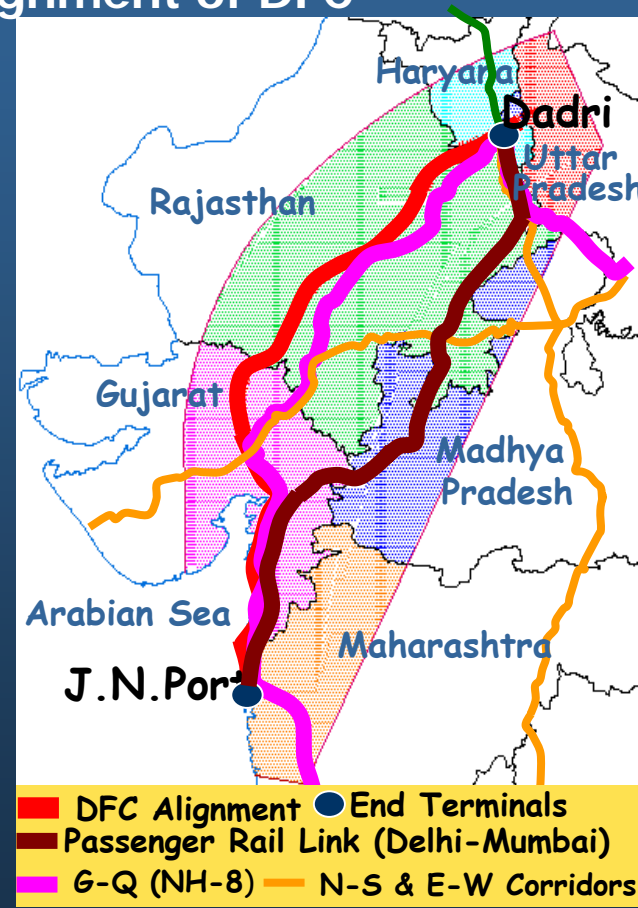 gnment of DFC
Haryana
Dadri
Uttar
Pradesh
Rajasthan
Gujarat
Madhya
Pradesh
Arabian Sea
Maharashtra
J.N.Port
DFC Alignment End Terminals
Passenger Rail Link (Delhi-Mumbai)
G-Q (NH-8) N-S & E-W Corridors